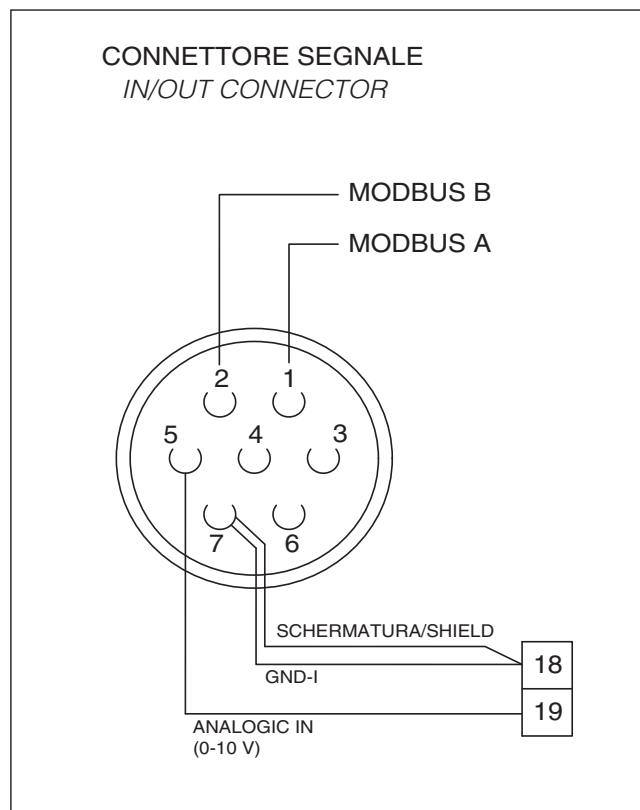 CONNETTORE SEGNALE
IN/OUT CONNECTOR
MODBUS B
MODBUS A
2 1
5 4 3
7 6
SCHERMATURA/SHIELD
18
GND-I
19
ANALOGIC IN
(0-10 V)